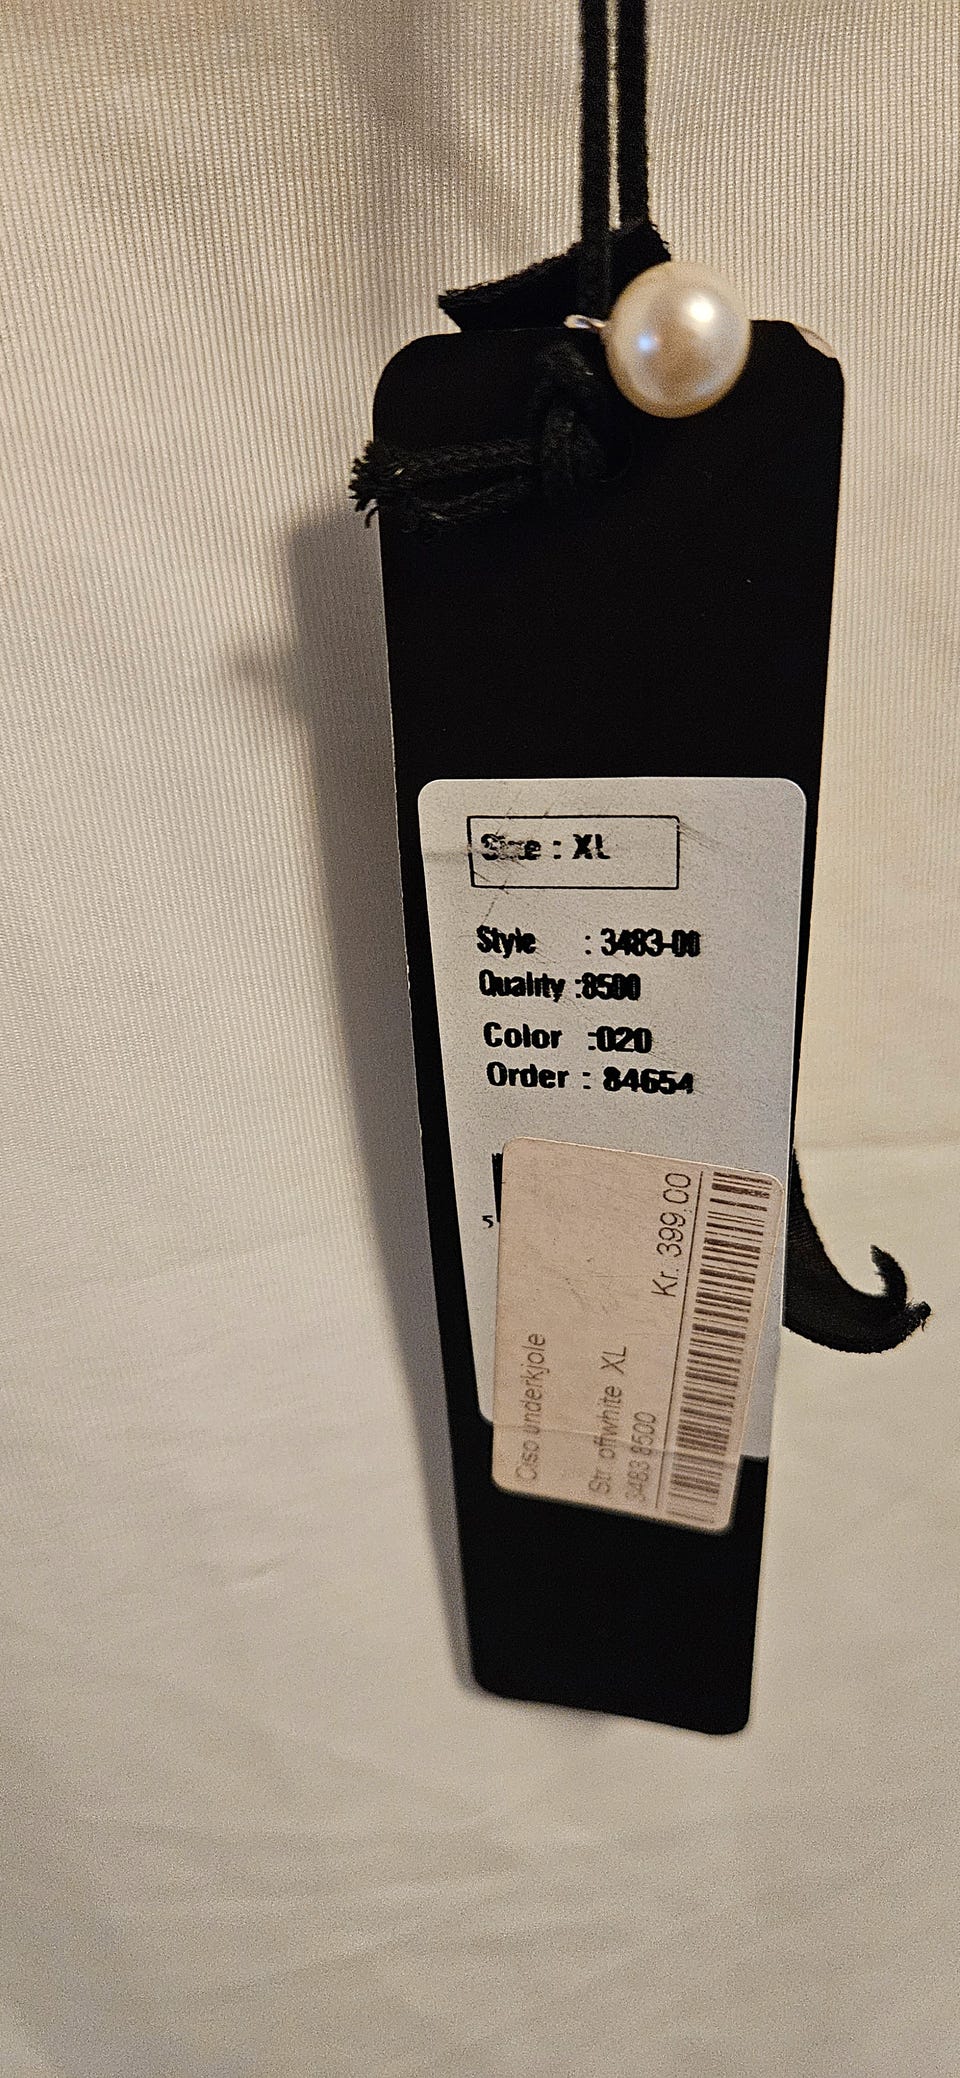 Size : XL
Style : 3483-00
Quality :8500
Color :020
Order : 84654
5
Ciso underkjole
Str. offwhite XL
3483 8500
Kr. 399.00